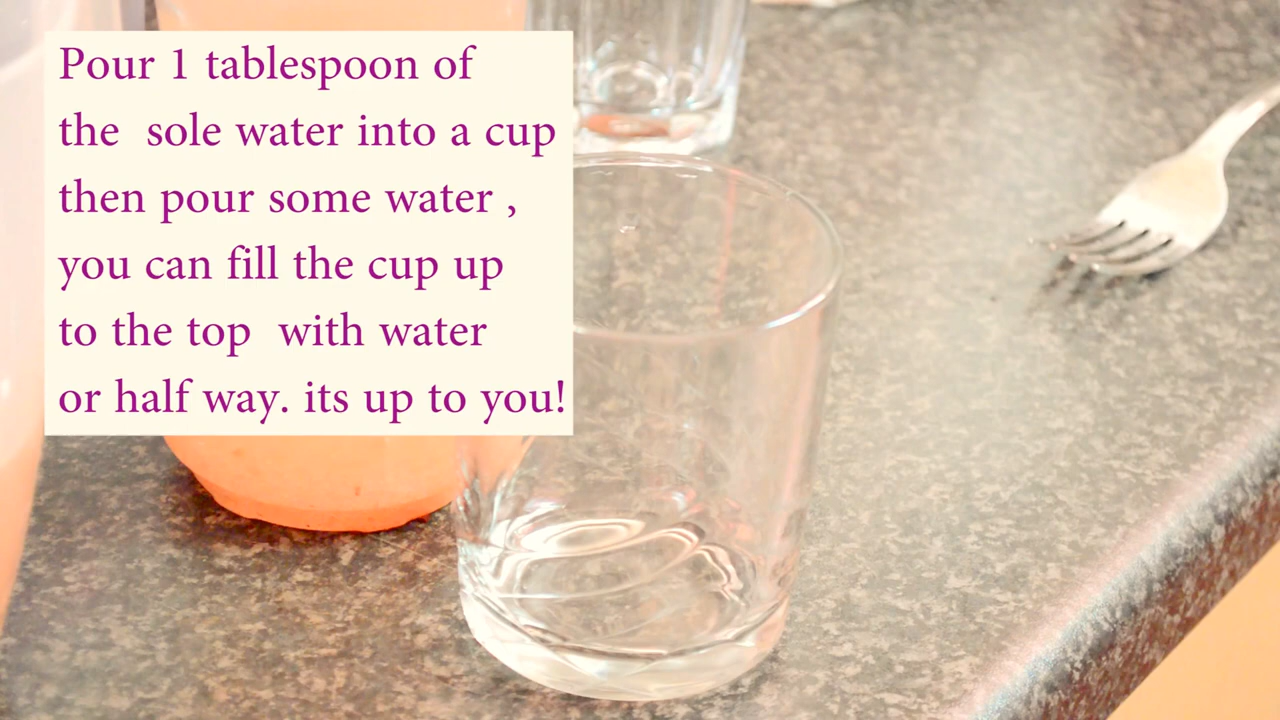 Pour 1 tablespoon of
the  sole water into a cup
then pour some water ,
you can fill the cup up
to the top  with water
or half way. its up to you!